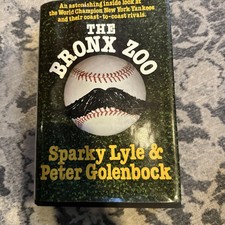 An astonishing inside look at
the World Champion New York Yankees
and their coast-to-coast rivals.
THE
BRONX ZOO
Sparky Lyle &
Peter Golenbock